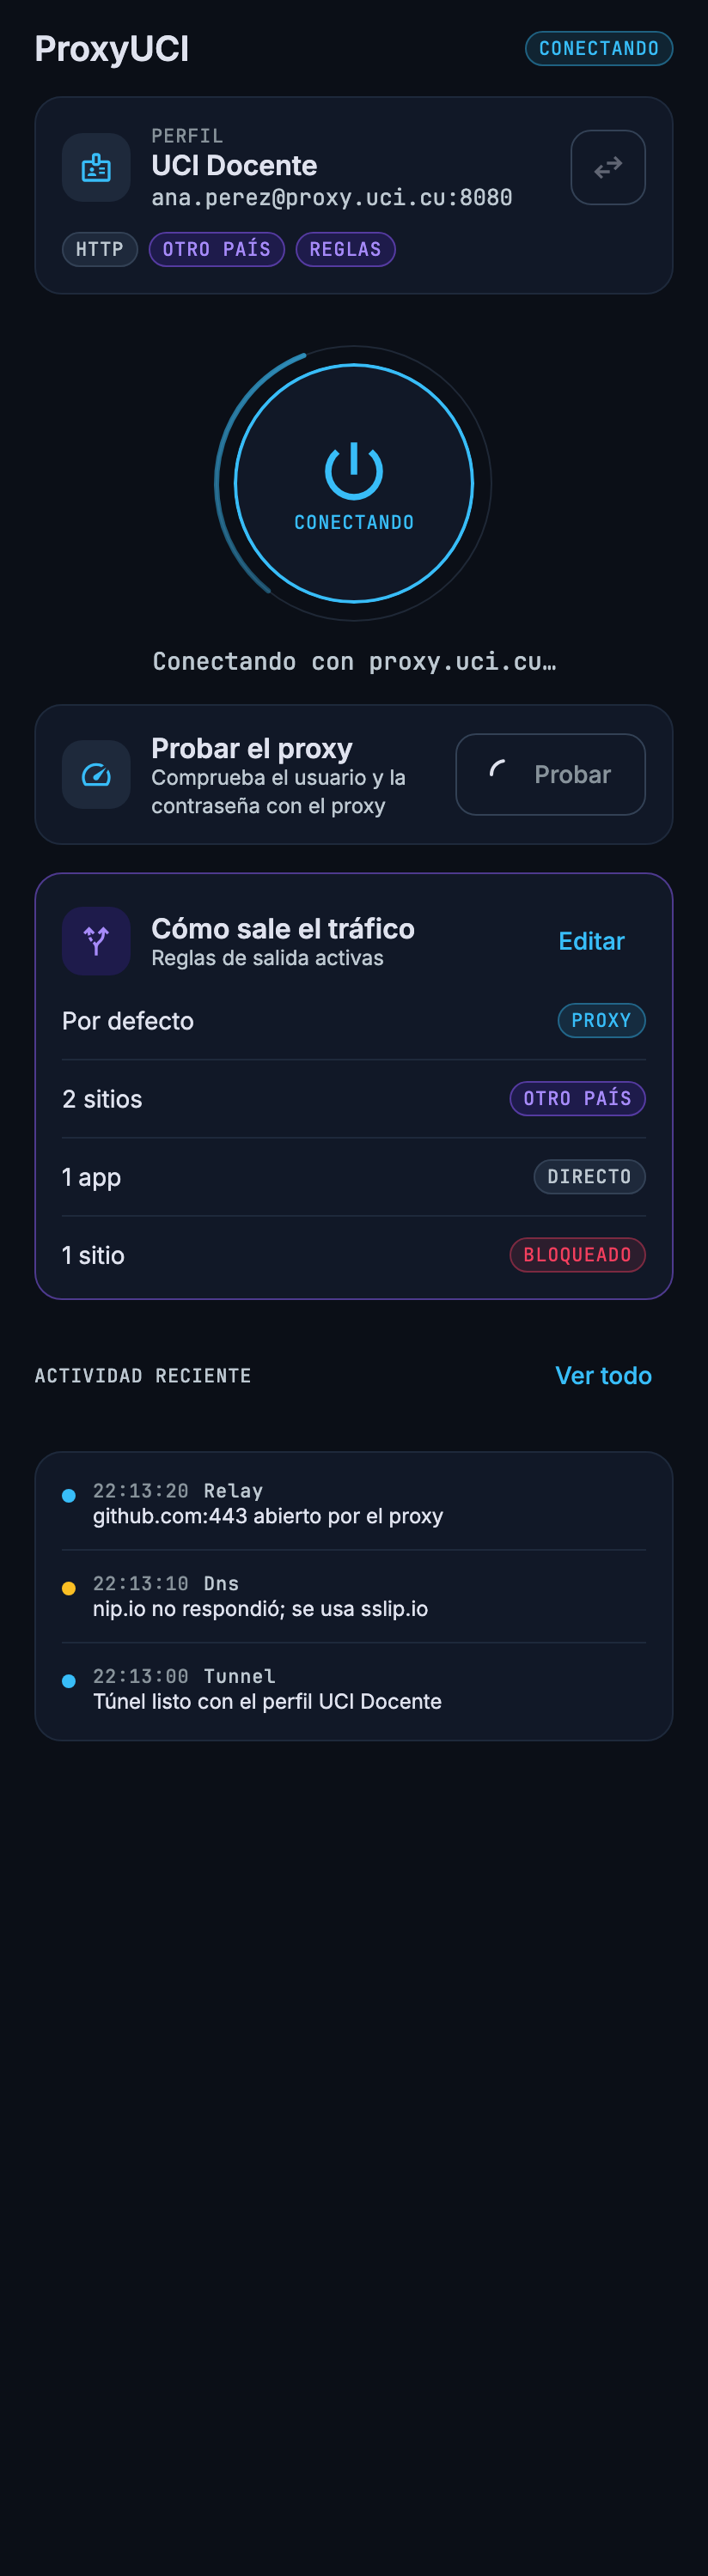 ProxyUCI
CONECTANDO
PERFIL
UCI Docente
ana.perez@proxy.uci.cu:8080
HTTP
OTRO PAÍS
REGLAS
CONECTANDO
Conectando con proxy.uci.cu…
Probar el proxy
Comprueba el usuario y la
contraseña con el proxy
Probar
Cómo sale el tráfico
Reglas de salida activas
Editar
Por defecto
PROXY
2 sitios
OTRO PAÍS
1 app
DIRECTO
1 sitio
BLOQUEADO
ACTIVIDAD RECIENTE
Ver todo
22:13:20 Relay
github.com:443 abierto por el proxy
22:13:10 Dns
nip.io no respondió; se usa sslip.io
22:13:00 Tunnel
Túnel listo con el perfil UCI Docente